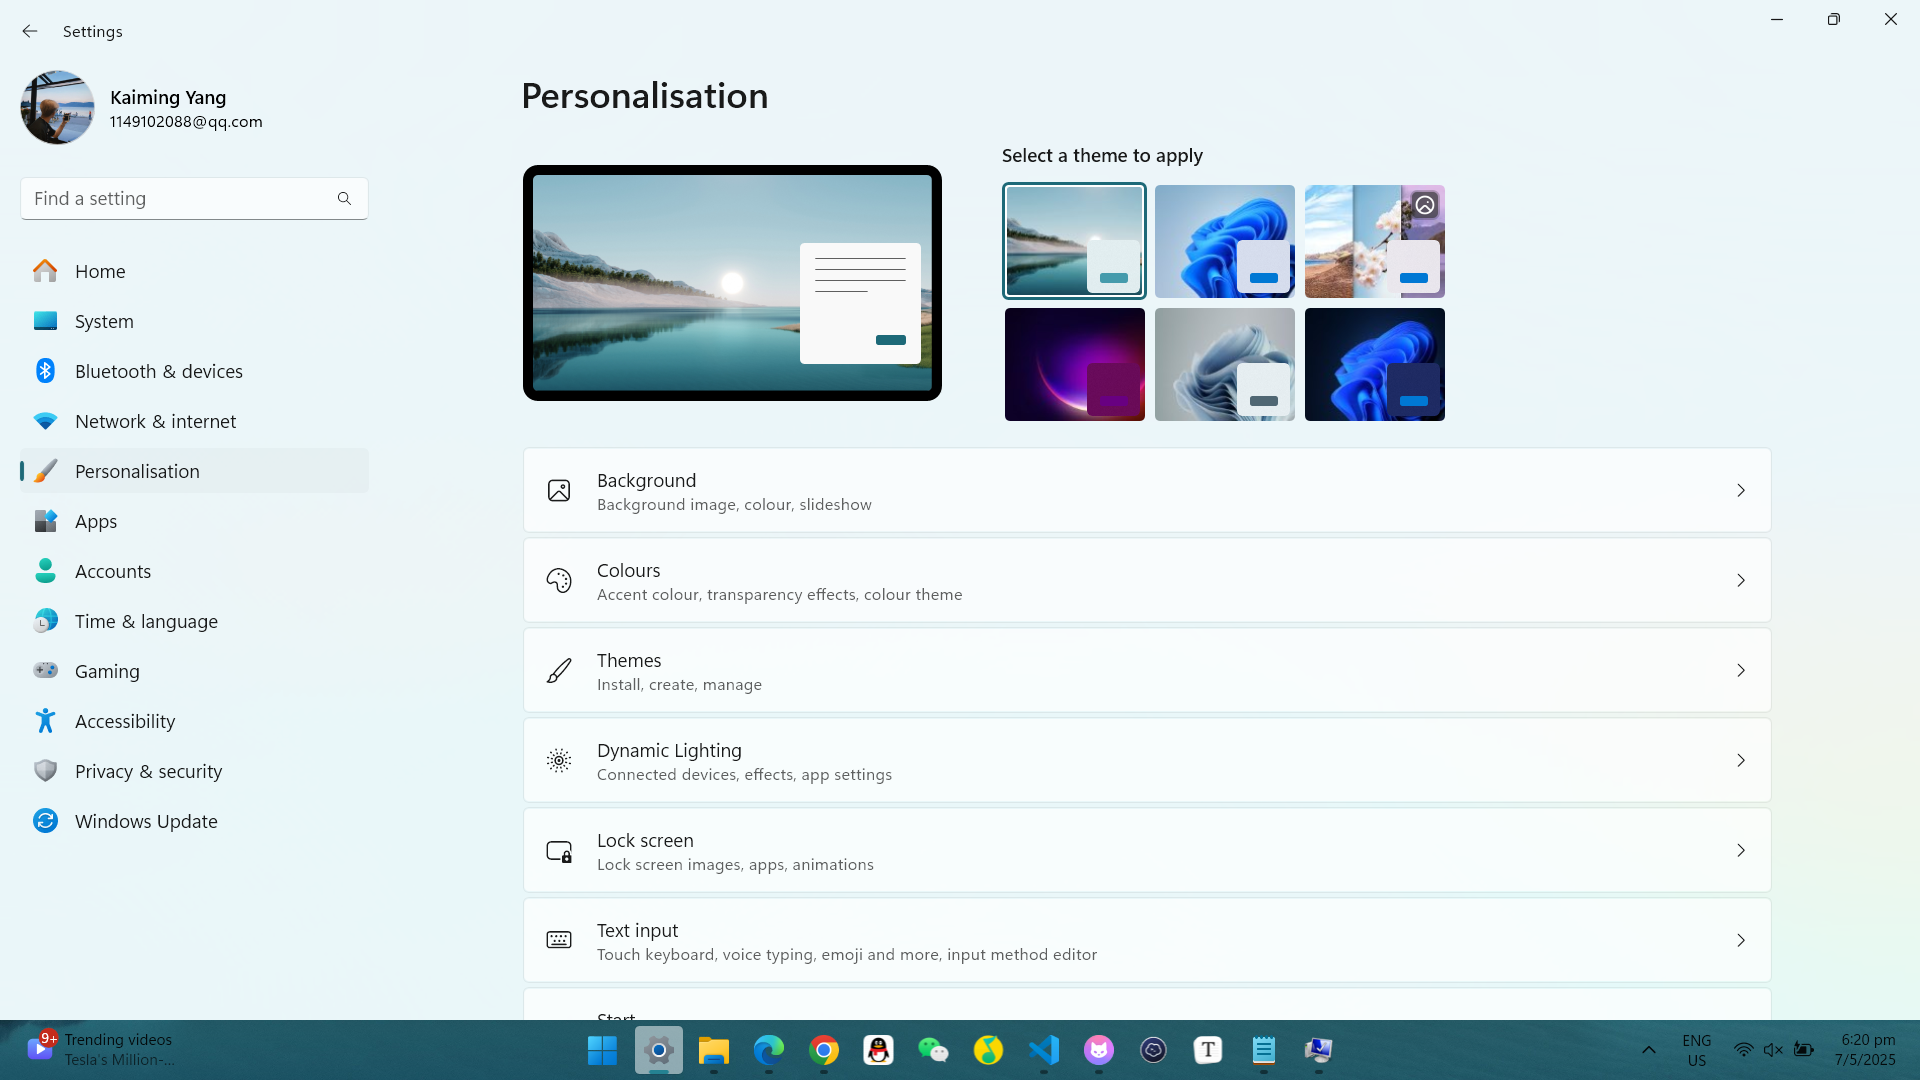 Settings
Kaiming Yang
1149102088@qq.com
Find a setting
Home
System
Bluetooth & devices
Network & internet
Personalisation
Apps
Accounts
Time & language
Gaming
Accessibility
Privacy & security
Windows Update
Personalisation
Select a theme to apply
Background
Background image, colour, slideshow
Colours
Accent colour, transparency effects, colour theme
Themes
Install, create, manage
Dynamic Lighting
Connected devices, effects, app settings
Lock screen
Lock screen images, apps, animations
Text input
Touch keyboard, voice typing, emoji and more, input method editor
Start
9+
Trending videos
Tesla's Million-...
T
ENG
US
6:20 pm
7/5/2025